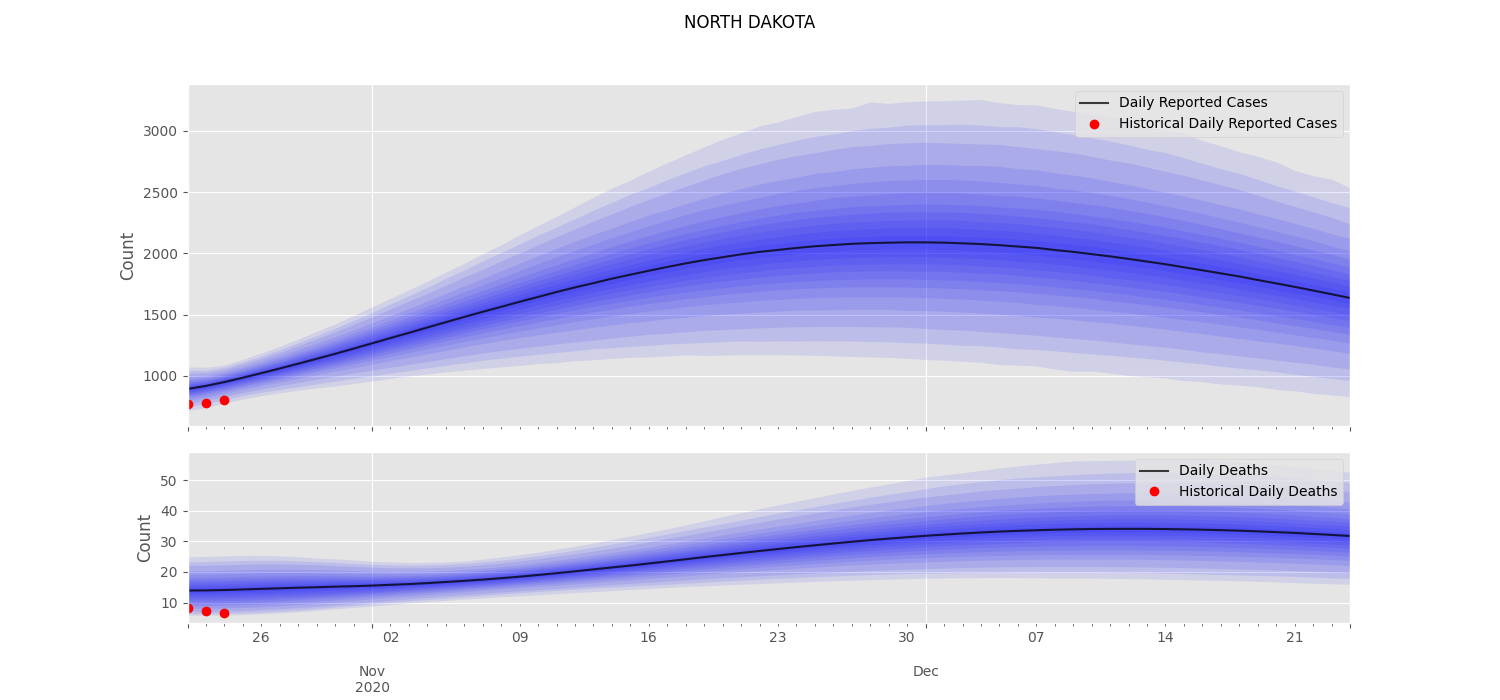 NORTH DAKOTA
Daily Reported Cases
Historical Daily Reported Cases
Count
3000
2500
2000
1500
1000
Daily Deaths
Historical Daily Deaths
Count
50
40
30
20
10
26 02 09 16 23 30 07 14 21
Nov Dec
2020